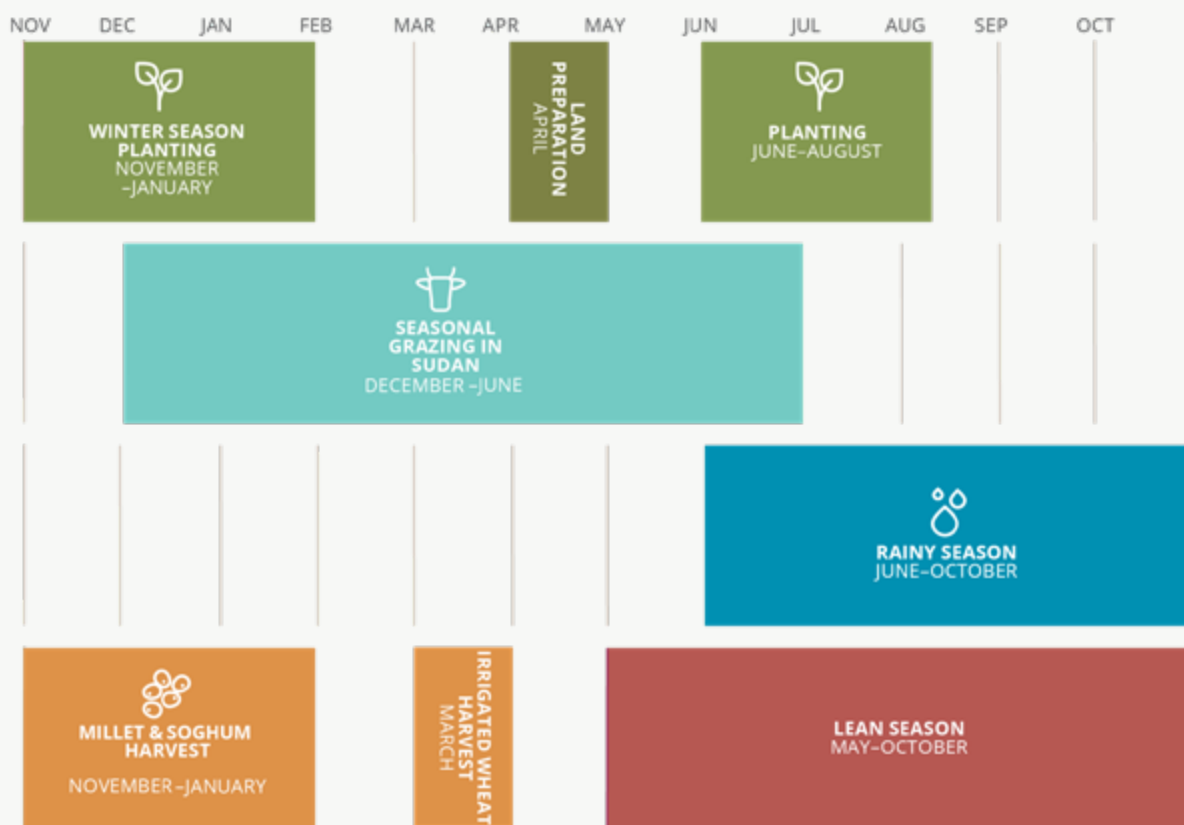 NOV DEC JAN FEB MAR APR MAY JUN JUL AUG SEP OCT
WINTER SEASON
PLANTING
NOVEMBER
–JANUARY
LAND
PREPARATION
APRIL
PLANTING
JUNE–AUGUST
SEASONAL
GRAZING IN
SUDAN
DECEMBER –JUNE
RAINY SEASON
JUNE–OCTOBER
MILLET & SOGHUM
HARVEST
NOVEMBER–JANUARY
IRRIGATED WHEAT
HARVEST
MARCH
LEAN SEASON
MAY–OCTOBER